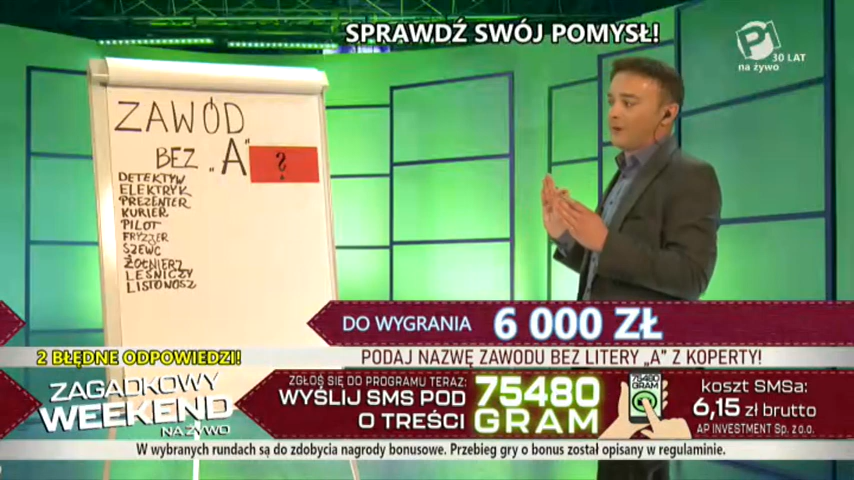 SPRAWDŹ SWÓJ POMYSŁ!
30 LAT
na żywo
ZAWÓD
BEZ „A”
?
DETEKTYW
ELEKTRYK
PREZENTER
KURIER
PILOT
FRYZJER
SZEWC
ŻOŁNIERZ
LEŚNICZY
LISTONOSZ
DO WYGRANIA 6 000 ZŁ
2 BŁĘDNE ODPOWIEDZI!
PODAJ NAZWĘ ZAWODU BEZ LITERY „A” Z KOPERTY!
ZAGADKOWY
WEEKEND
NA ŻYWO
ZGŁOŚ SIĘ DO PROGRAMU TERAZ:
WYŚLIJ SMS POD 75480
O TREŚCI GRAM
75480
GRAM
koszt SMSa:
6,15 zł brutto
AP INVESTMENT Sp. z o.o.
W wybranych rundach są do zdobycia nagrody bonusowe. Przebieg gry o bonus został opisany w regulaminie.